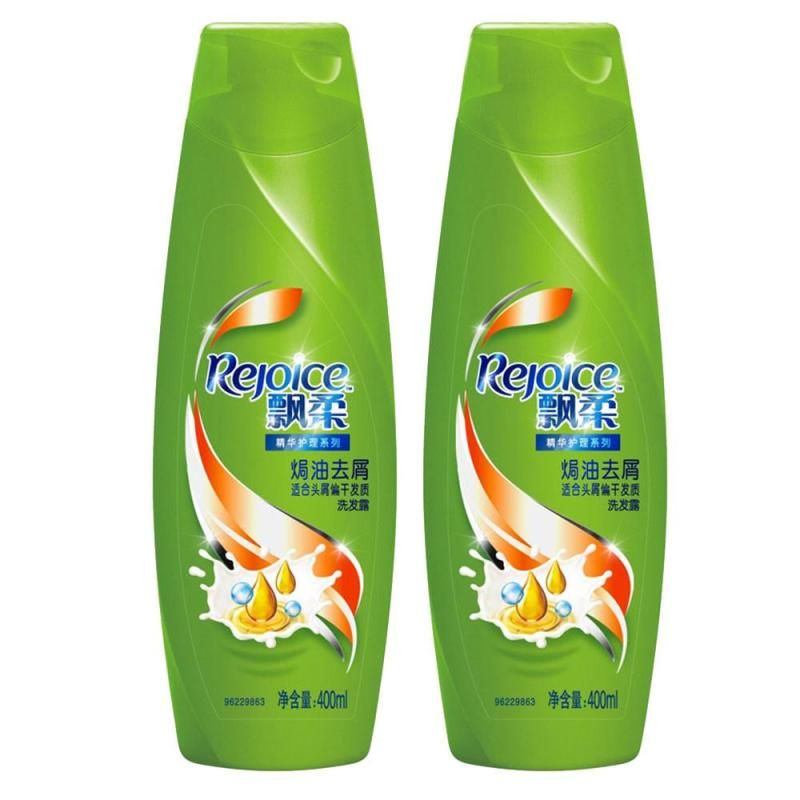 Rejoice™
飘柔
精华护理系列
焗油去屑
适合头屑偏干发质
洗发露
96229863 净含量:400ml
Rejoice™
飘柔
精华护理系列
焗油去屑
适合头屑偏干发质
洗发露
96229863 净含量:400ml